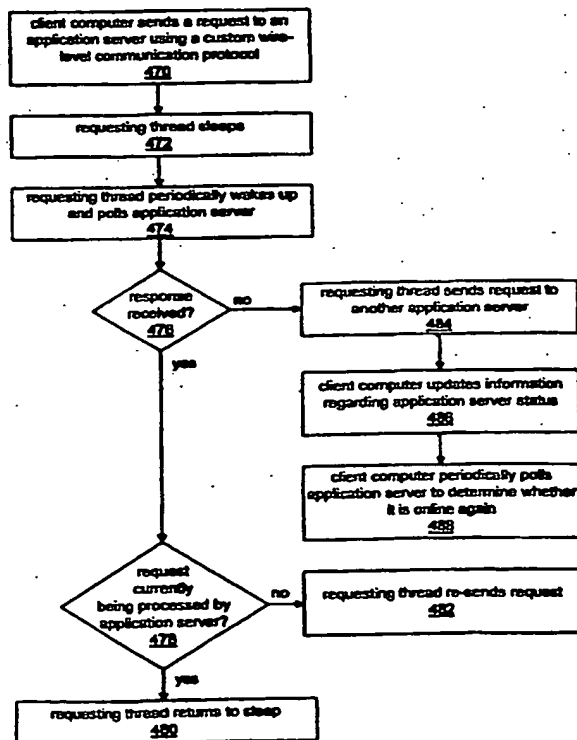 client computer sends a request to an
application server using a custom wire-
level communication protocol
470
requesting thread sleeps
472
requesting thread periodically wakes up
and polls application server
474
response
received?
476
no
yes
requesting thread sends request to
another application server
484
client computer updates information
regarding application server status
486
client computer periodically polls
application server to determine whether
it is online again
488
request
currently
being processed by
application server?
478
no
yes
requesting thread re-sends request
482
requesting thread returns to sleep
480